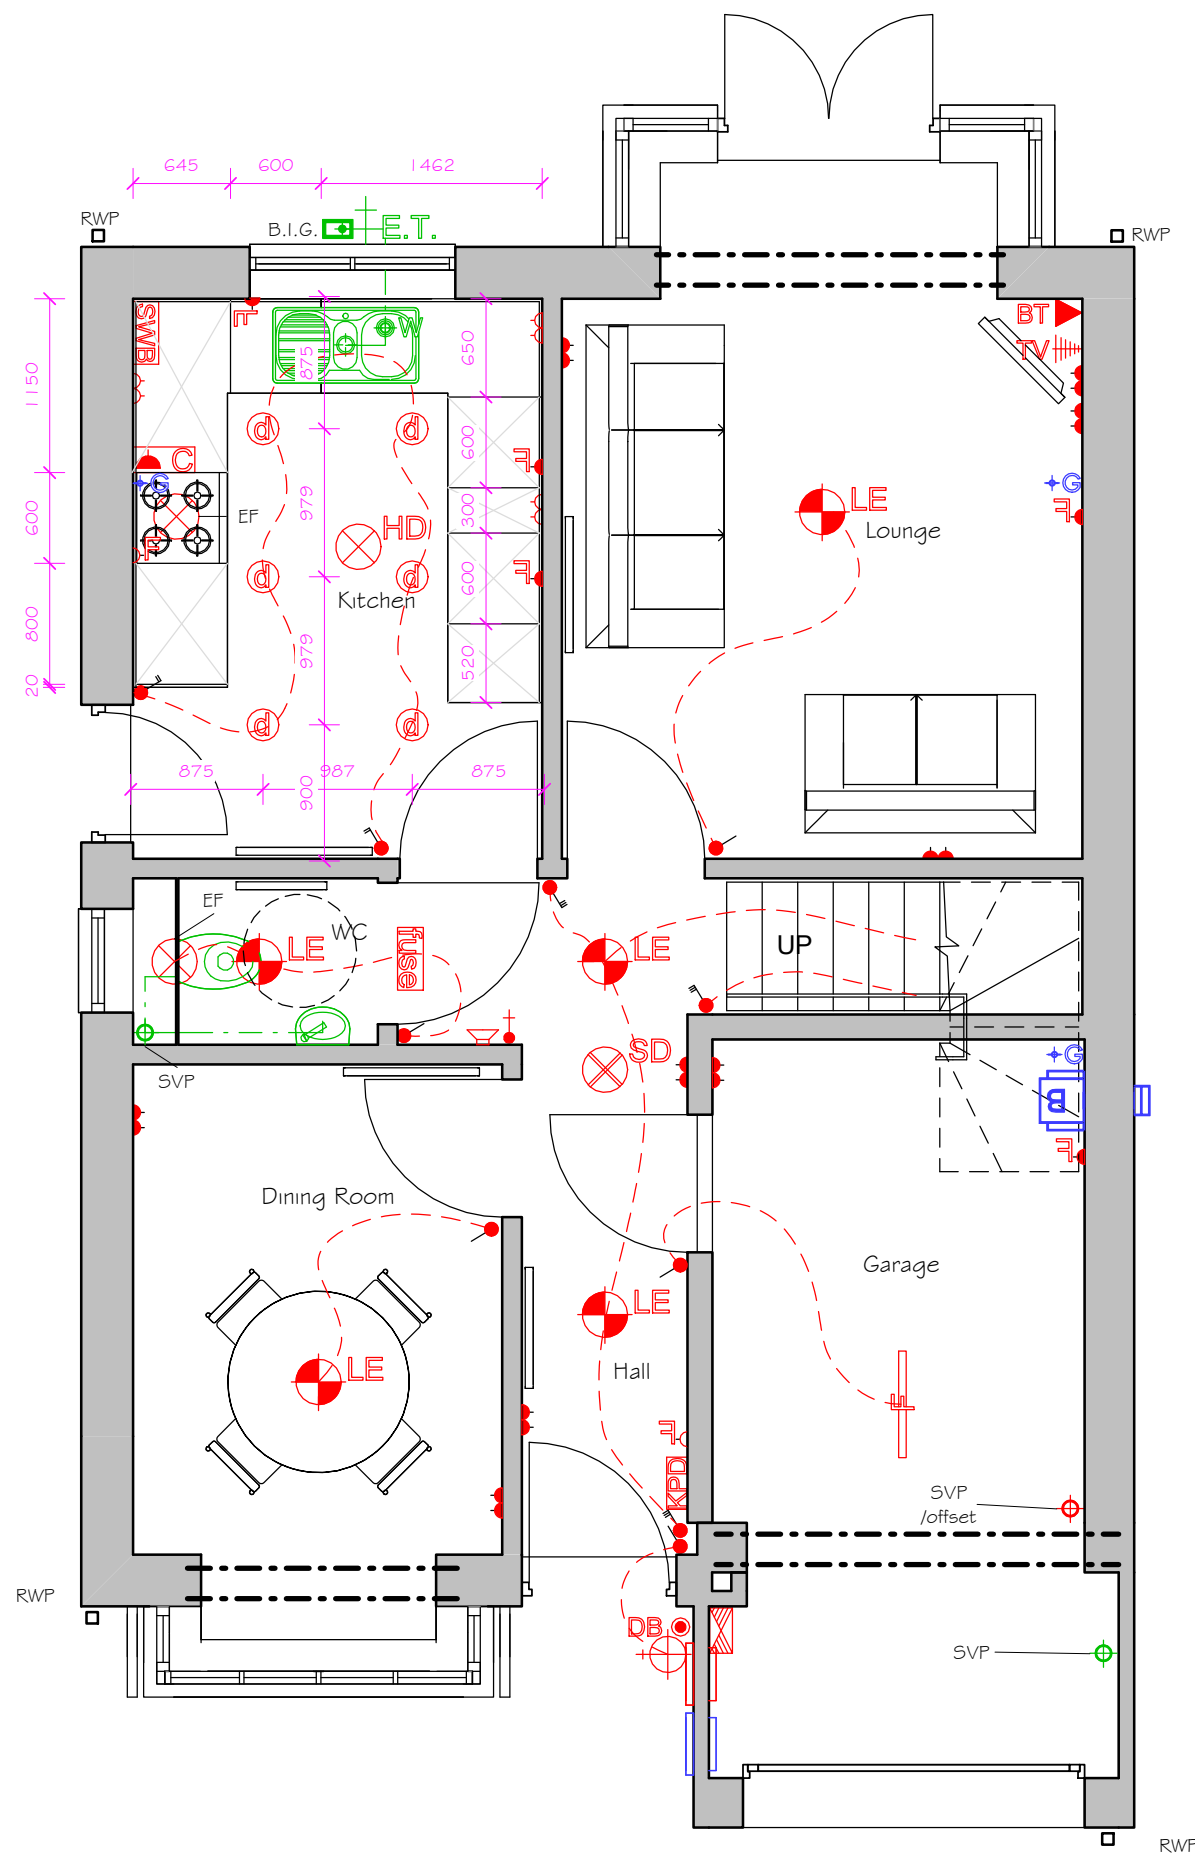 645 600 1462
RWP
B.I.G. E.T.
RWP
SWB F
W
BT
TV
1150
875
650
d d
C
F
600
G
G
EF
LE
F
600
979
300
HD
Lounge
F
F
d d
Kitchen
600
800
979
520
20
d d
875 987 875
900
EF
WC
LE
fuse
LE
UP
SVP
SD
G
B
F
Dining Room
Garage
LE
LE
Hall
F
LF
KPD
SVP
/offset
RWP
DB
SVP
RWP